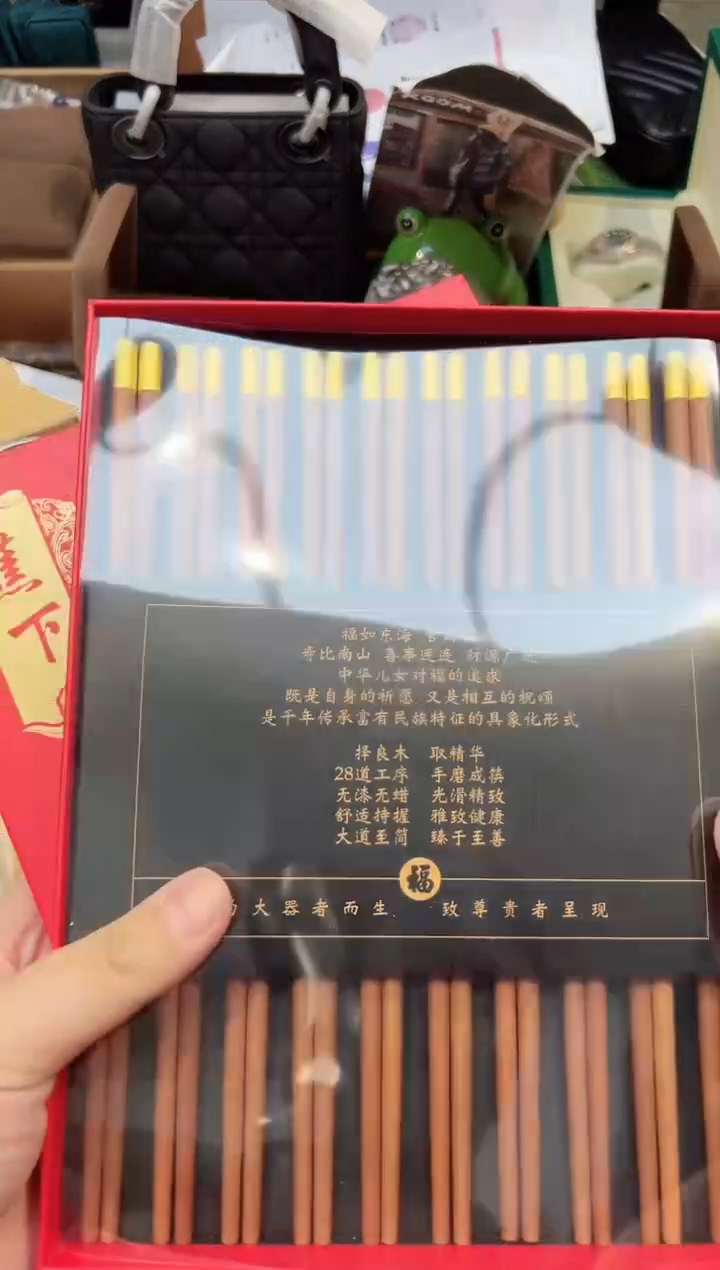 KOOM
福如东海
寿比南山 喜事连连 财源广
中华儿女对福的追求
既是自身的祈愿 又是相互的祝颂
是千年传承富有民族特征的具象化形式
择良木 取精华
28道工序 手磨成筷
无漆无蜡 光滑精致
舒适持握 雅致健康
大道至简 臻于至善
福
大器者而生 致尊贵者呈现
蕉下